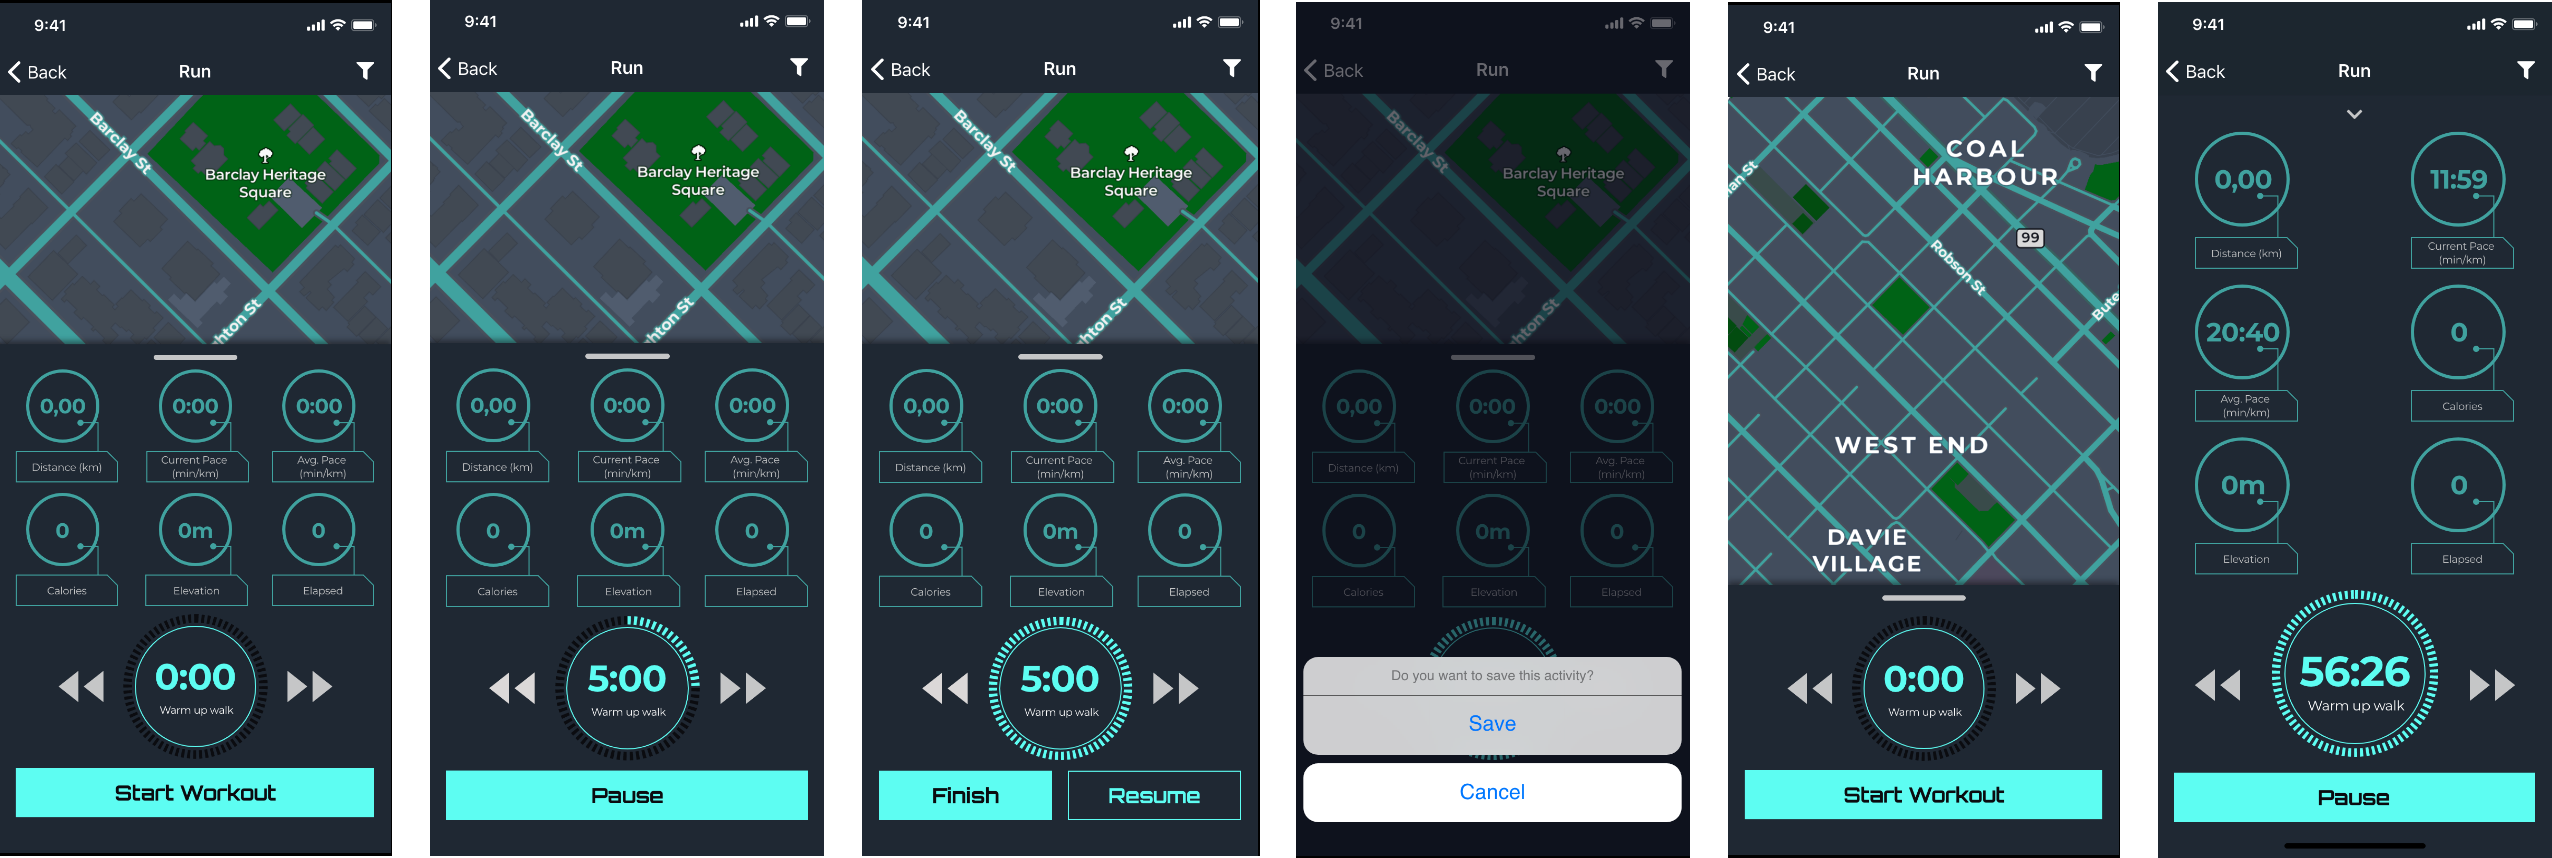 9:41
Back
Run
Barclay St
Barclay Heritage
Square
hton St
0,00
0:00
0:00
Distance (km)
Current Pace
(min/km)
Avg. Pace
(min/km)
0
0m
0
Calories
Elevation
Elapsed
0:00
Warm up walk
Start Workout
9:41
Back
Run
Barclay St
Barclay Heritage
Square
hton St
0,00
0:00
0:00
Distance (km)
Current Pace
(min/km)
Avg. Pace
(min/km)
0
0m
0
Calories
Elevation
Elapsed
5:00
Warm up walk
Pause
9:41
Back
Run
Barclay St
Barclay Heritage
Square
hton St
0,00
0:00
0:00
Distance (km)
Current Pace
(min/km)
Avg. Pace
(min/km)
0
0m
0
Calories
Elevation
Elapsed
5:00
Warm up walk
Finish
Resume
9:41
Back
Run
Barclay St
Barclay Heritage
Square
hton St
0,00
0:00
0:00
Distance (km)
Current Pace
(min/km)
Avg. Pace
(min/km)
0
0m
0
Calories
Elevation
Elapsed
Do you want to save this activity?
Save
Cancel
9:41
Back
Run
COAL
HARBOUR
an St
99
Robson St
Bute
WEST END
DAVIE
VILLAGE
0:00
Warm up walk
Start Workout
9:41
Back
Run
0,00
11:59
Distance (km)
Current Pace
(min/km)
20:40
0
Avg. Pace
(min/km)
Calories
0m
0
Elevation
Elapsed
56:26
Warm up walk
Pause